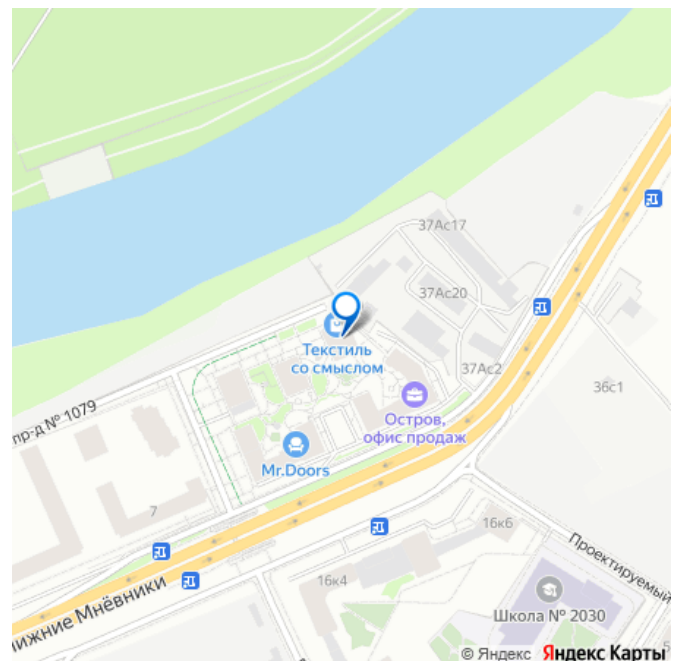 37Ас17
37Ас20
Текстиль
со смыслом
37Ас2
36с1
Остров,
офис продаж
пр-д № 1079
Mr.Doors
7
16к6
Проектируемый
16к4
ижние Мнёвники
Школа № 2030
5
© Яндекс Яндекс Карты